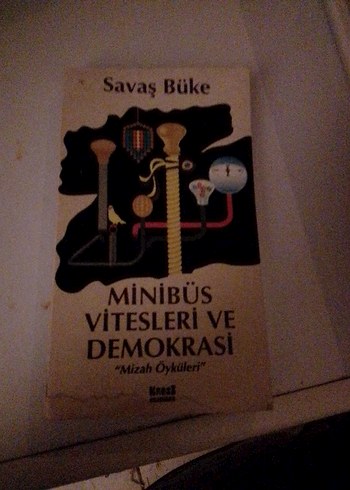 Savaş Büke
MİNİBÜS
VİTESLERİ VE
DEMOKRASİ
"Mizah Öyküleri"